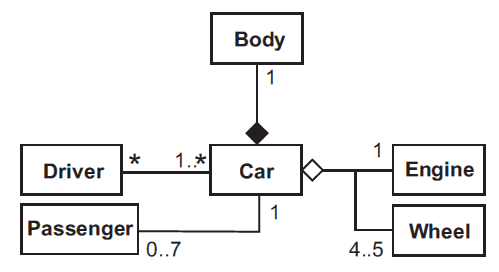 Body
1
Driver
*
1..*
Car
1
Engine
Passenger
0..7
1
4..5
Wheel